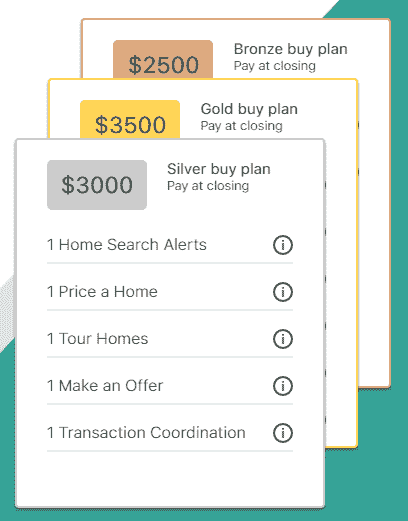 $2500
Bronze buy plan
Pay at closing
$3500
Gold buy plan
Pay at closing
$3000
Silver buy plan
Pay at closing
1 Home Search Alerts
1 Price a Home
1 Tour Homes
1 Make an Offer
1 Transaction Coordination